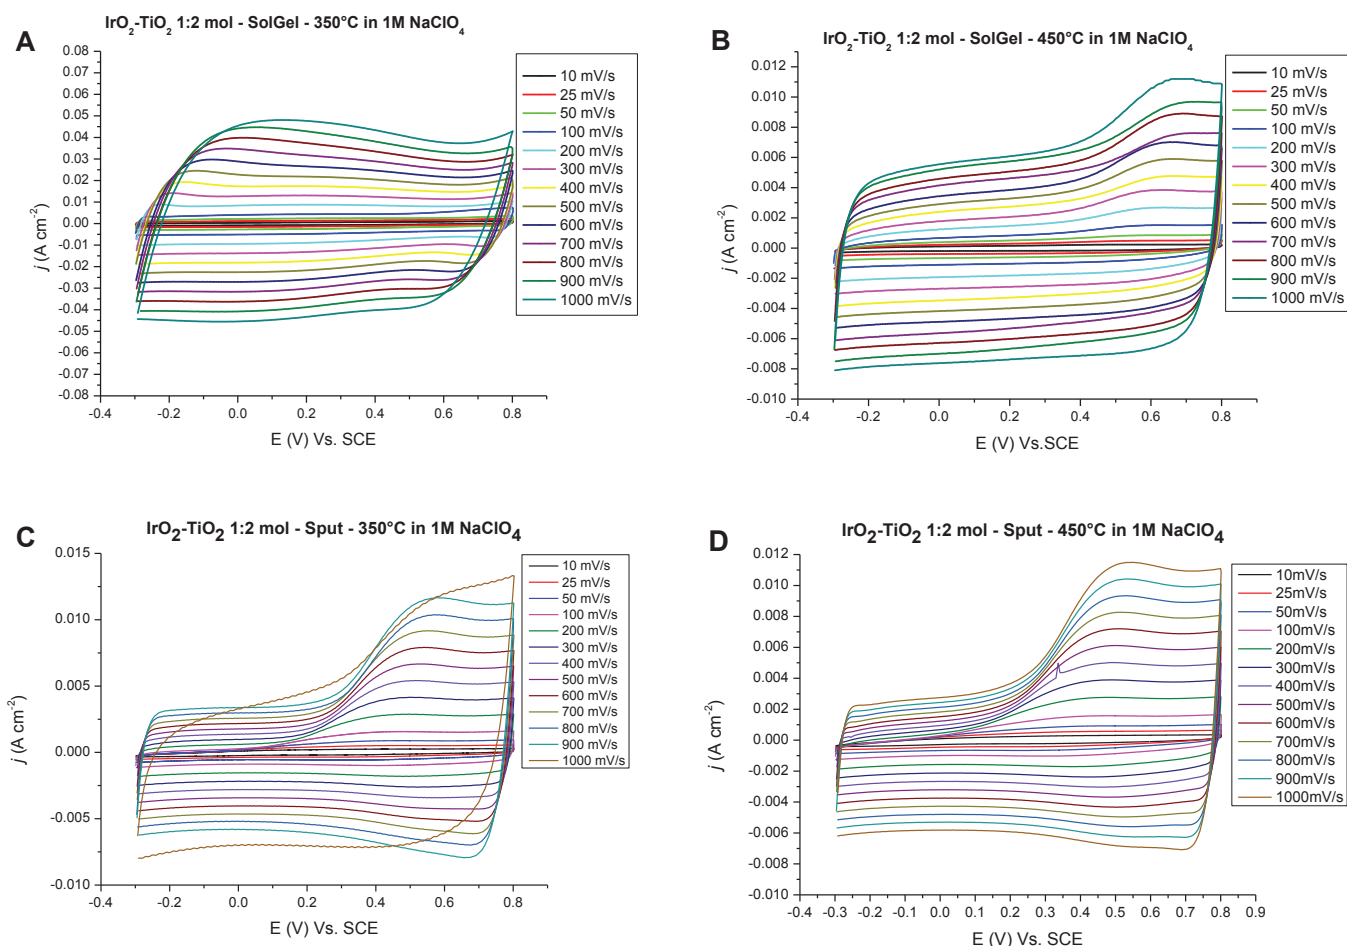 A
IrO2-TiO2 1:2 mol - SolGel - 350°C in 1M NaClO4
0.08
0.07
0.06
0.05
0.04
0.03
0.02
0.01
0.00
-0.01
-0.02
-0.03
-0.04
-0.05
-0.06
-0.07
-0.08
j (A cm-2)
-0.4 -0.2 0.0 0.2 0.4 0.6 0.8
E (V) Vs. SCE
10 mV/s
25 mV/s
50 mV/s
100 mV/s
200 mV/s
300 mV/s
400 mV/s
500 mV/s
600 mV/s
700 mV/s
800 mV/s
900 mV/s
1000 mV/s
B
IrO2-TiO2 1:2 mol - SolGel - 450°C in 1M NaClO4
0.012
0.010
0.008
0.006
0.004
0.002
0.000
-0.002
-0.004
-0.006
-0.008
-0.010
j (A cm-2)
-0.4 -0.2 0.0 0.2 0.4 0.6 0.8
E (V) Vs.SCE
10 mV/s
25 mV/s
50 mV/s
100 mV/s
200 mV/s
300 mV/s
400 mV/s
500 mV/s
600 mV/s
700 mV/s
800 mV/s
900 mV/s
1000 mV/s
C
IrO2-TiO2 1:2 mol - Sput - 350°C in 1M NaClO4
0.015
0.010
0.005
0.000
-0.005
-0.010
j (A cm-2)
-0.4 -0.2 0.0 0.2 0.4 0.6 0.8
E (V) Vs. SCE
10 mV/s
25 mV/s
50 mV/s
100 mV/s
200 mV/s
300 mV/s
400 mV/s
500 mV/s
600 mV/s
700 mV/s
800 mV/s
900 mV/s
1000 mV/s
D
IrO2-TiO2 1:2 mol - Sput - 450°C in 1M NaClO4
0.012
0.010
0.008
0.006
0.004
0.002
0.000
-0.002
-0.004
-0.006
-0.008
-0.010
j (A cm-2)
-0.4 -0.3 -0.2 -0.1 0.0 0.1 0.2 0.3 0.4 0.5 0.6 0.7 0.8 0.9
E (V) Vs. SCE
10mV/s
25mV/s
50mV/s
100mV/s
200mV/s
300mV/s
400mV/s
500mV/s
600mV/s
700mV/s
800mV/s
900mV/s
1000mV/s